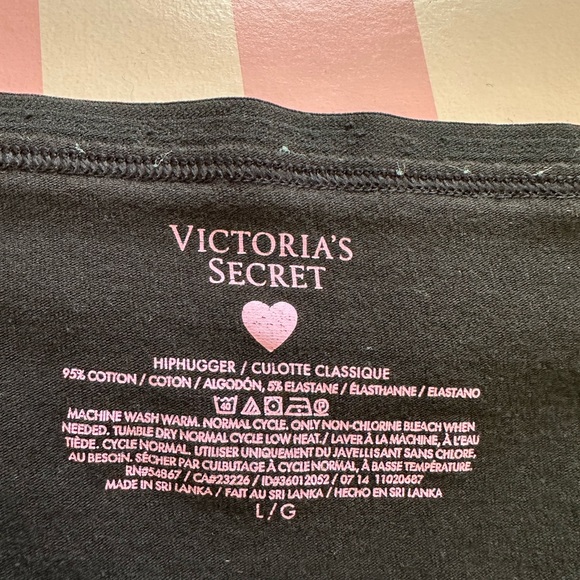 VICTORIA'S
SECRET
HIPHUGGER / CULOTTE CLASSIQUE
95% COTTON / COTON / ALGODÓN, 5% ELASTANE / ÉLASTHANNE / ELASTANO
MACHINE WASH WARM. NORMAL CYCLE. ONLY NON-CHLORINE BLEACH WHEN
NEEDED. TUMBLE DRY NORMAL CYCLE LOW HEAT. / LAVER À LA MACHINE, À L'EAU
TIÈDE. CYCLE NORMAL. UTILISER UNIQUEMENT DU JAVELLISANT SANS CHLORE,
AU BESOIN. SÉCHER PAR CULBUTAGE À CYCLE NORMAL, À BASSE TEMPÉRATURE.
RN#54867 / CA#23226 / ID#36012052 / 07 14 11020687
MADE IN SRI LANKA / FAIT AU SRI LANKA / HECHO EN SRI LANKA
L / G